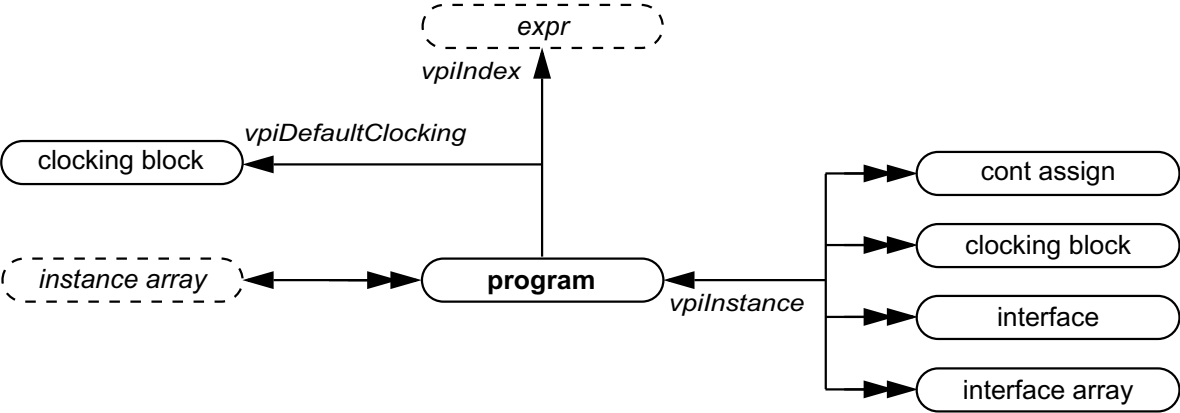 expr
vpiIndex
vpiDefaultClocking
clocking block
cont assign
clocking block
instance array
program
vpiInstance
interface
interface array